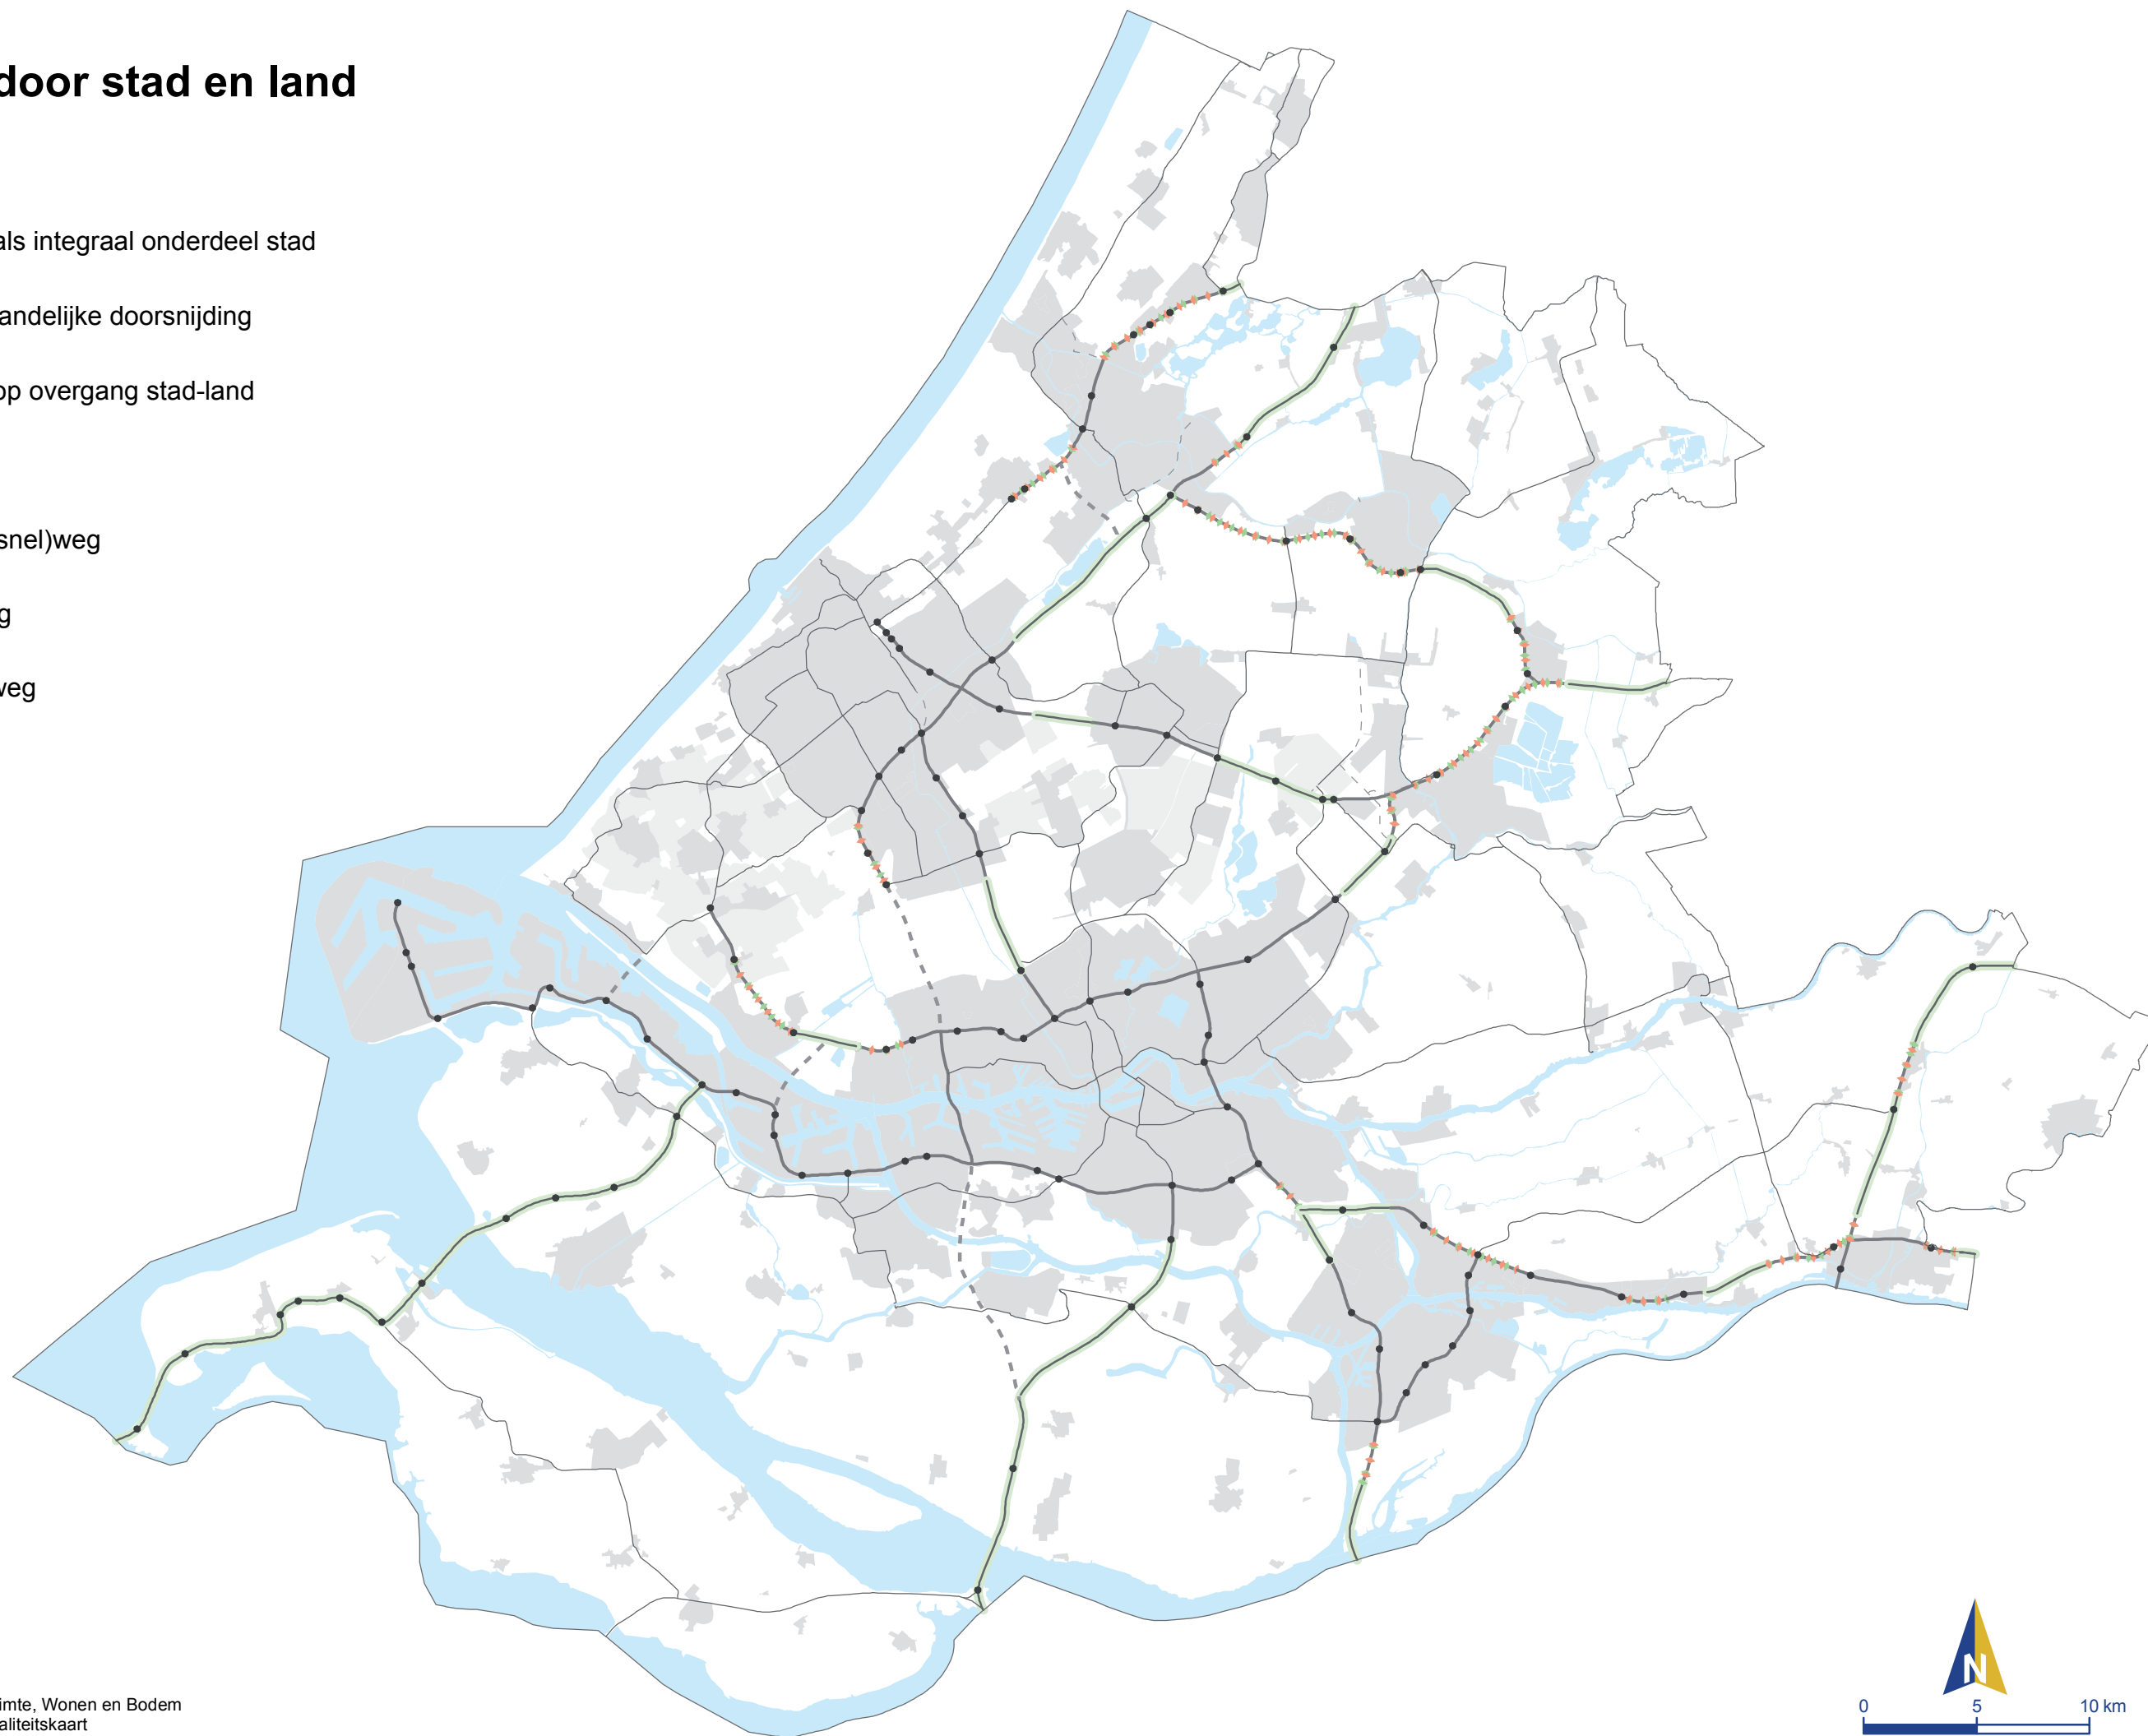 door stad en land
als integraal onderdeel stad
andelijke doorsnijding
op overgang stad-land
snel)weg
g
weg
imte, Wonen en Bodem
aliteitskaart
N
0 5 10 km